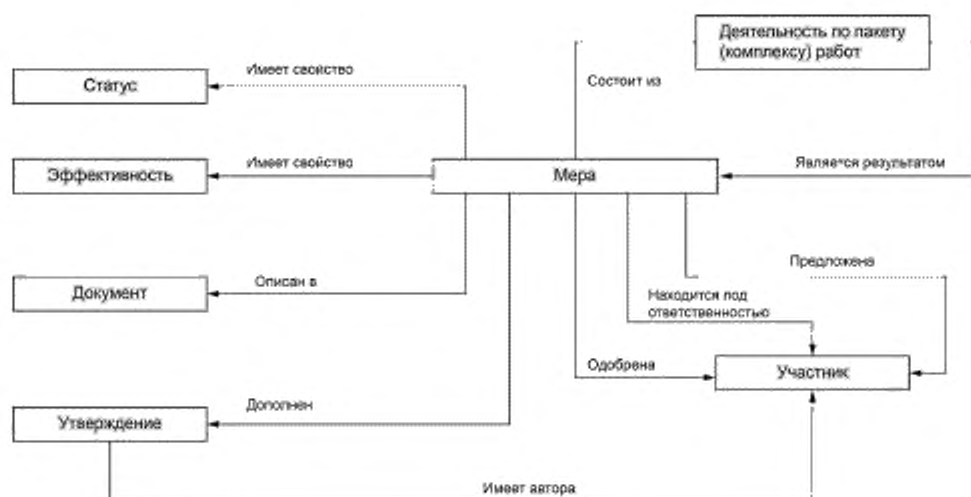 Деятельность по пакету
(комплексу) работ
Имеет свойство
Состоит из
Статус
Имеет свойство
Является результатом
Эффективность
Мера
Предложена
Описан в
Документ
Находится под
ответственностью
Одобрена
Участник
Дополнен
Утверждение
Имеет автора